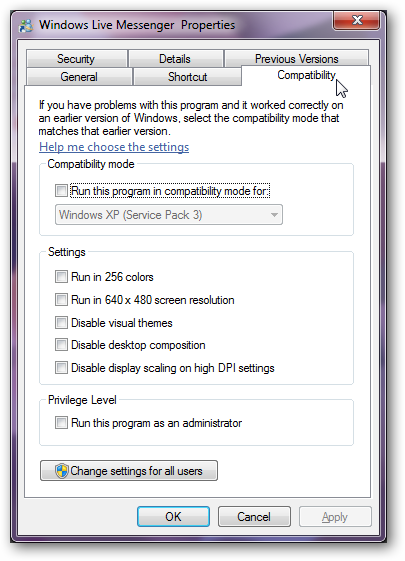 Windows Live Messenger Properties
Security Details Previous Versions
General Shortcut Compatibility
If you have problems with this program and it worked correctly on
an earlier version of Windows, select the compatibility mode that
matches that earlier version.
Help me choose the settings
Compatibility mode
Run this program in compatibility mode for:
Windows XP (Service Pack 3)
Settings
Run in 256 colors
Run in 640 x 480 screen resolution
Disable visual themes
Disable desktop composition
Disable display scaling on high DPI settings
Privilege Level
Run this program as an administrator
Change settings for all users
OK Cancel Apply